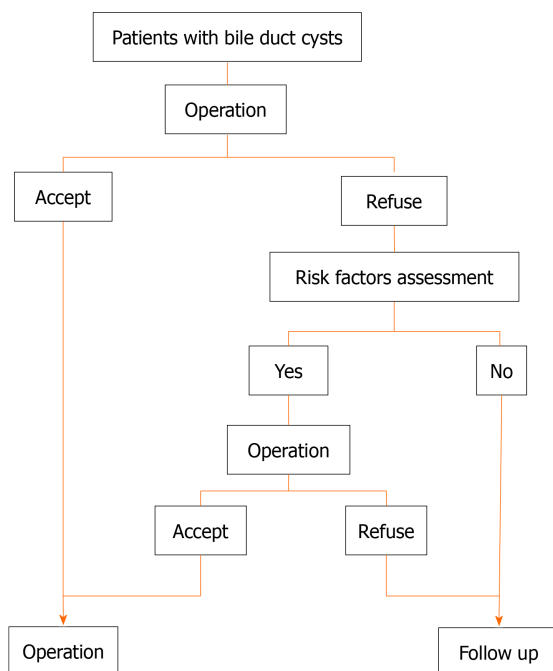 Patients with bile duct cysts
Operation
Accept
Refuse
Risk factors assessment
Yes
No
Operation
Accept
Refuse
Operation
Follow up